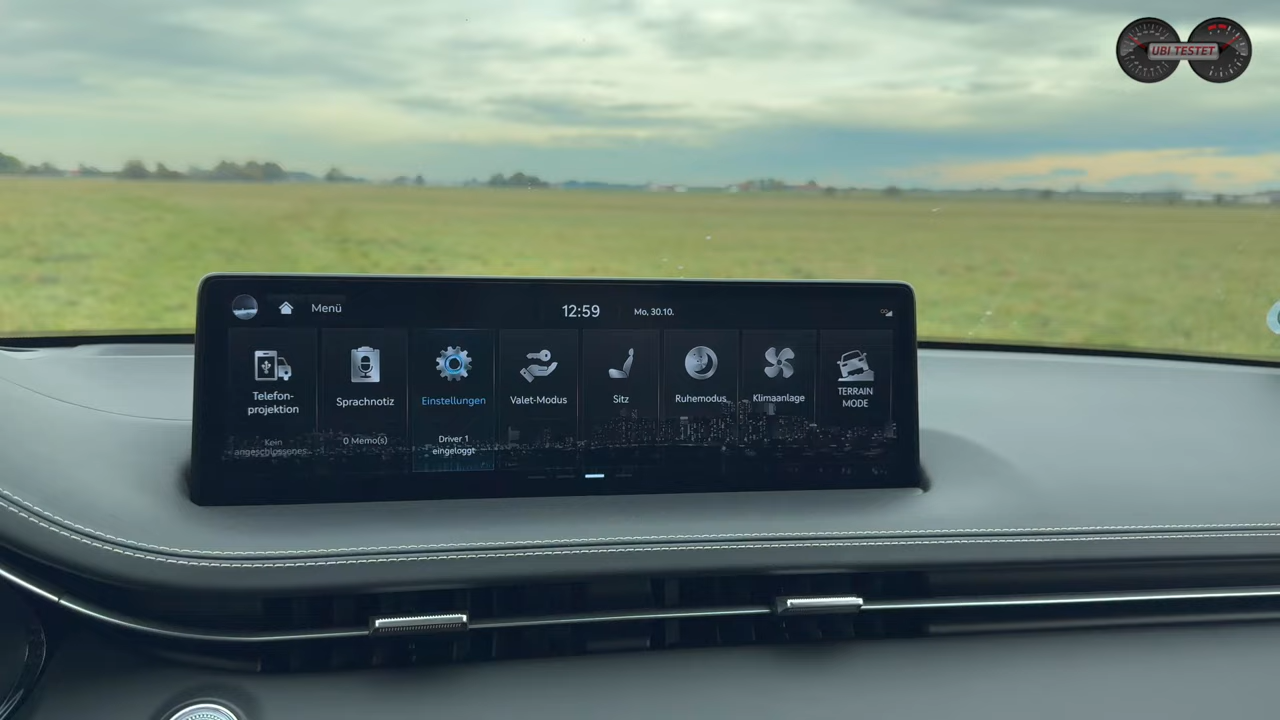 UBI TESTET
Menü
12:59
Mo, 30.10.
Telefon-
projektion
Kein
angeschlossenes
Sprachnotiz
0 Memo(s)
Einstellungen
Driver 1
eingeloggt
Valet-Modus
Sitz
Ruhemodus
Klimaanlage
TERRAIN
MODE